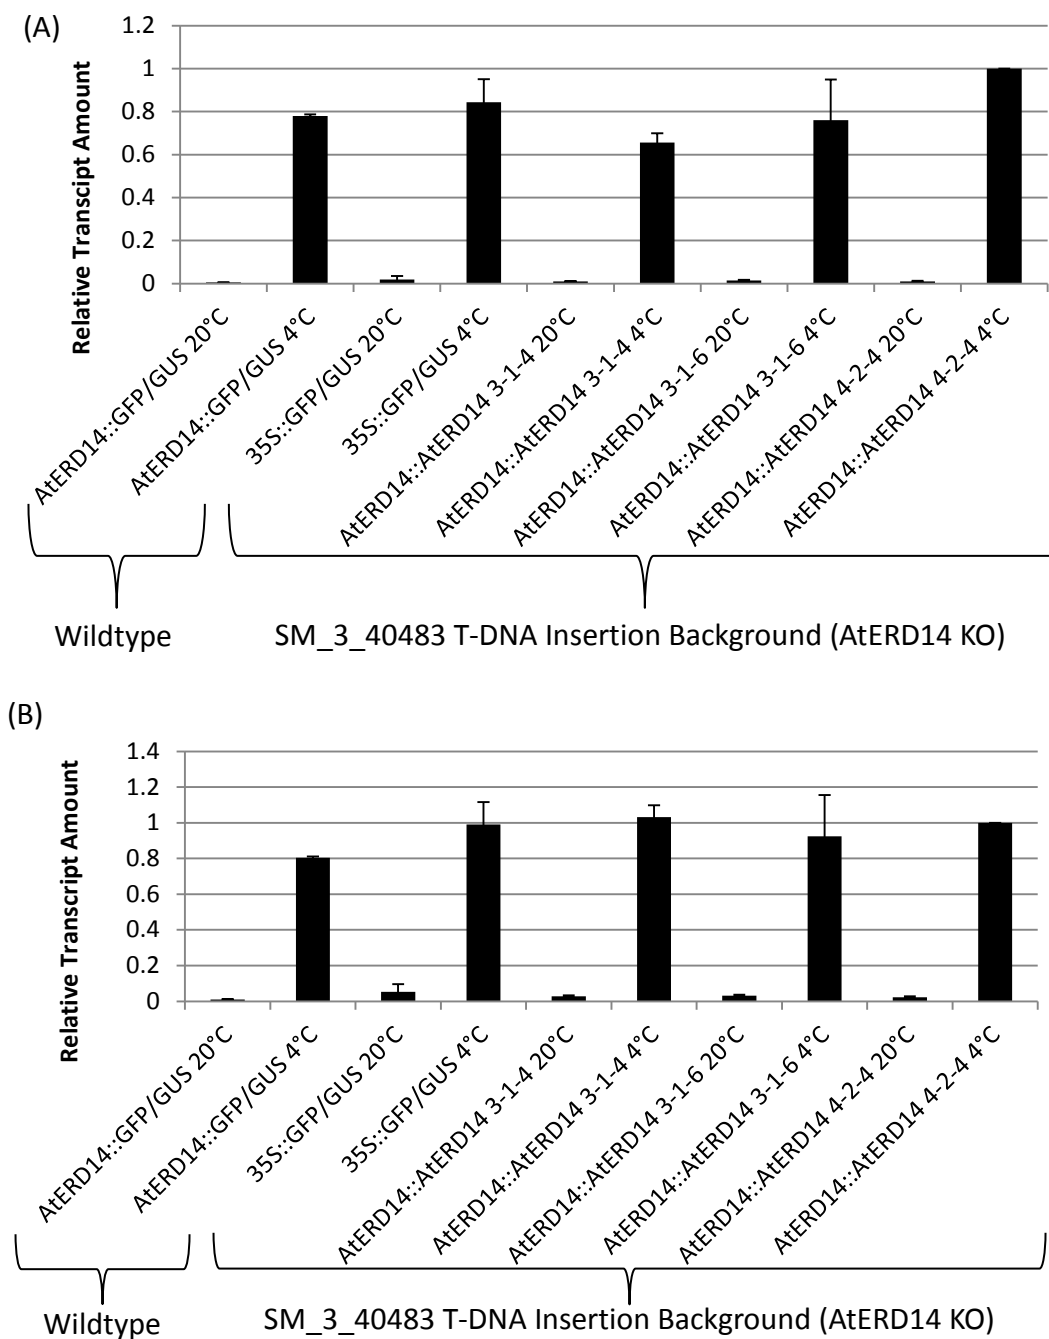 (A)
Relative Transcipt Amount
1.2
1
0.8
0.6
0.4
0.2
0
AtERD14::GFP/GUS 20°C
AtERD14::GFP/GUS 4°C
35S::GFP/GUS 20°C
35S::GFP/GUS 4°C
AtERD14::AtERD14 3-1-4 20°C
AtERD14::AtERD14 3-1-4 4°C
AtERD14::AtERD14 3-1-6 20°C
AtERD14::AtERD14 3-1-6 4°C
AtERD14::AtERD14 4-2-4 20°C
AtERD14::AtERD14 4-2-4 4°C
Wildtype
SM_3_40483 T-DNA Insertion Background (AtERD14 KO)
(B)
Relative Transcript Amount
1.4
1.2
1
0.8
0.6
0.4
0.2
0
AtERD14::GFP/GUS 20°C
AtERD14::GFP/GUS 4°C
35S::GFP/GUS 20°C
35S::GFP/GUS 4°C
AtERD14::AtERD14 3-1-4 20°C
AtERD14::AtERD14 3-1-4 4°C
AtERD14::AtERD14 3-1-6 20°C
AtERD14::AtERD14 3-1-6 4°C
AtERD14::AtERD14 4-2-4 20°C
AtERD14::AtERD14 4-2-4 4°C
Wildtype
SM_3_40483 T-DNA Insertion Background (AtERD14 KO)